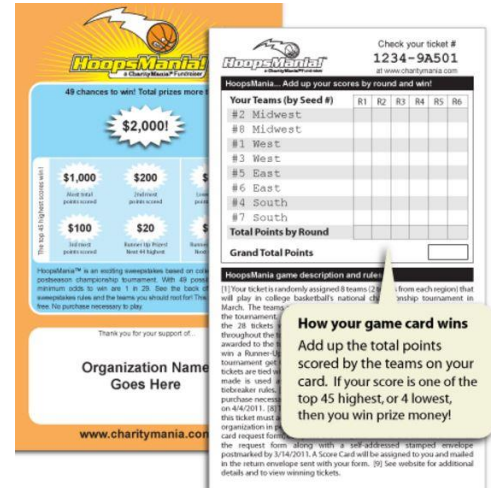 HoopsMania!
a CharityMania™ Fundraiser
49 chances to win! Total prizes more t
$2,000!
The top 45 highest scores win!
$1,000
Most total
points scored
$200
2nd most
points scored
$100
3rd most
points scored
$20
Runner Up Prizes!
Next 41 highest
HoopsMania™ is an exciting sweepstakes based on colle
postseason championship tournament. With 49 possi
minimum odds to win are 1 in 29. See the back of
sweepstakes rules and the teams you should root for! This
free. No purchase necessary to play.
Thank you for your support of...
Organization Name
Goes Here
www.charitymania.con
HoopsMania!
a CharityMania™ Fundraiser
Check your ticket #
1234-9A501
at www.charitymania.com
HoopsMania... Add up your scores by round and win!
Your Teams (by Seed #) R1 R2 R3 R4 R5 R6
#2 Midwest
#8 Midwest
#1 West
#3 West
#5 East
#6 East
#4 South
#7 South
Total Points by Round
Grand Total Points
HoopsMania game description and rules
[1] Your ticket is randomly assigned 8 teams (2 from each region) that
will play in college basketball's national championship tournament in
March. The teams
the tournament.
the 28 tickets
throughout the
awarded to the
win a Runner-Up
tournament get
tickets are tied
made is used
tiebreaker rules.
purchase necessa
on 4/4/2011. [8]
this ticket must a
organization in p
card request form
the request form along with a self-addressed stamped envelope
postmarked by 3/14/2011. A Score Card will be assigned to you and mailed
in the return envelope sent with your form. [9] See website for additional
details and to view winning tickets.
How your game card wins
Add up the total points
scored by the teams on your
card. If your score is one of the
top 45 highest, or 4 lowest,
then you win prize money!